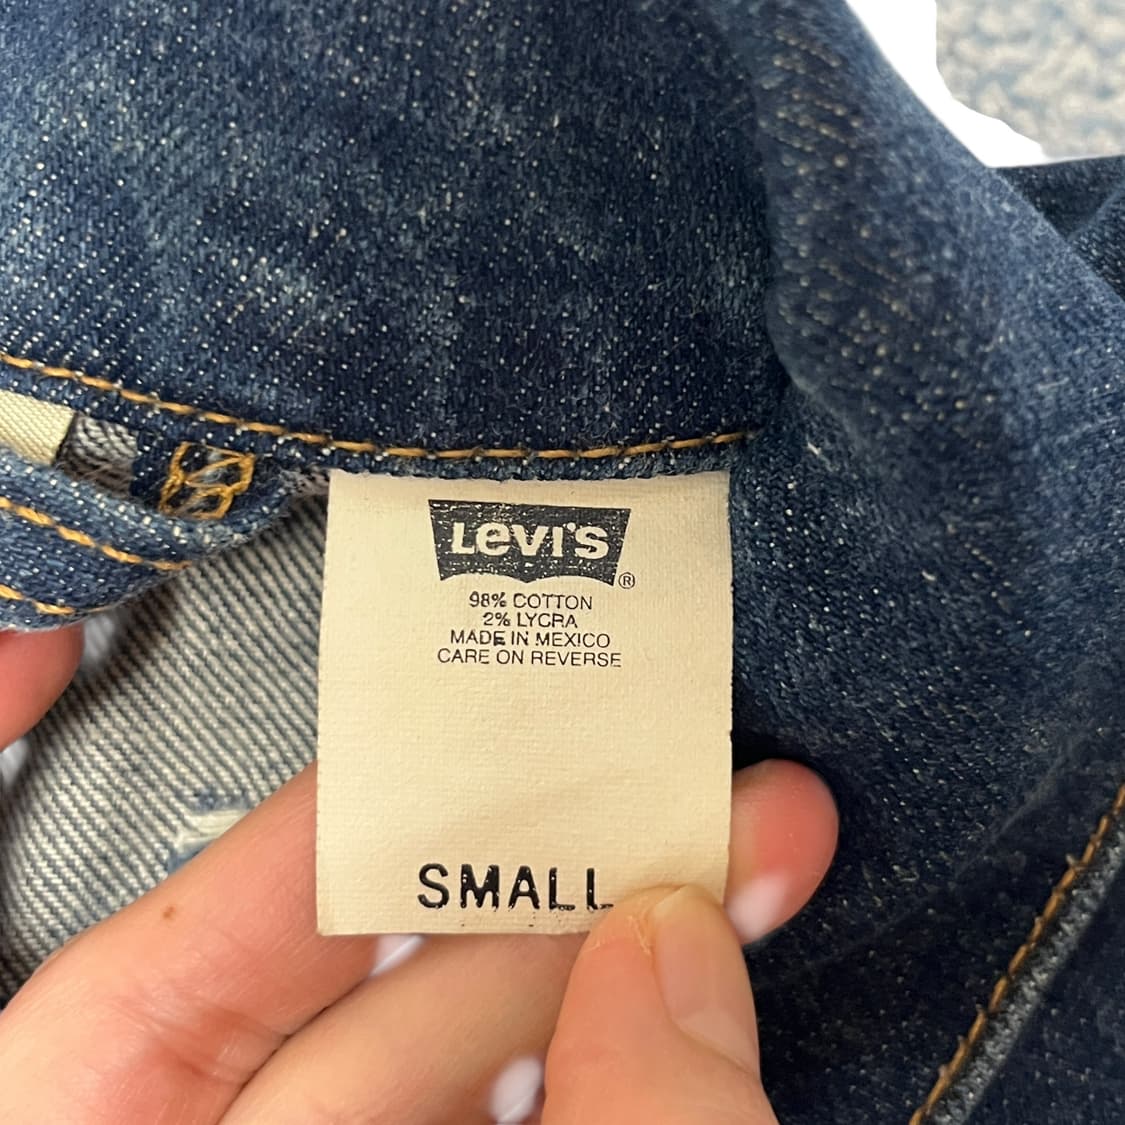 Levi's ®
98% COTTON
2% LYCRA
MADE IN MEXICO
CARE ON REVERSE
SMALL